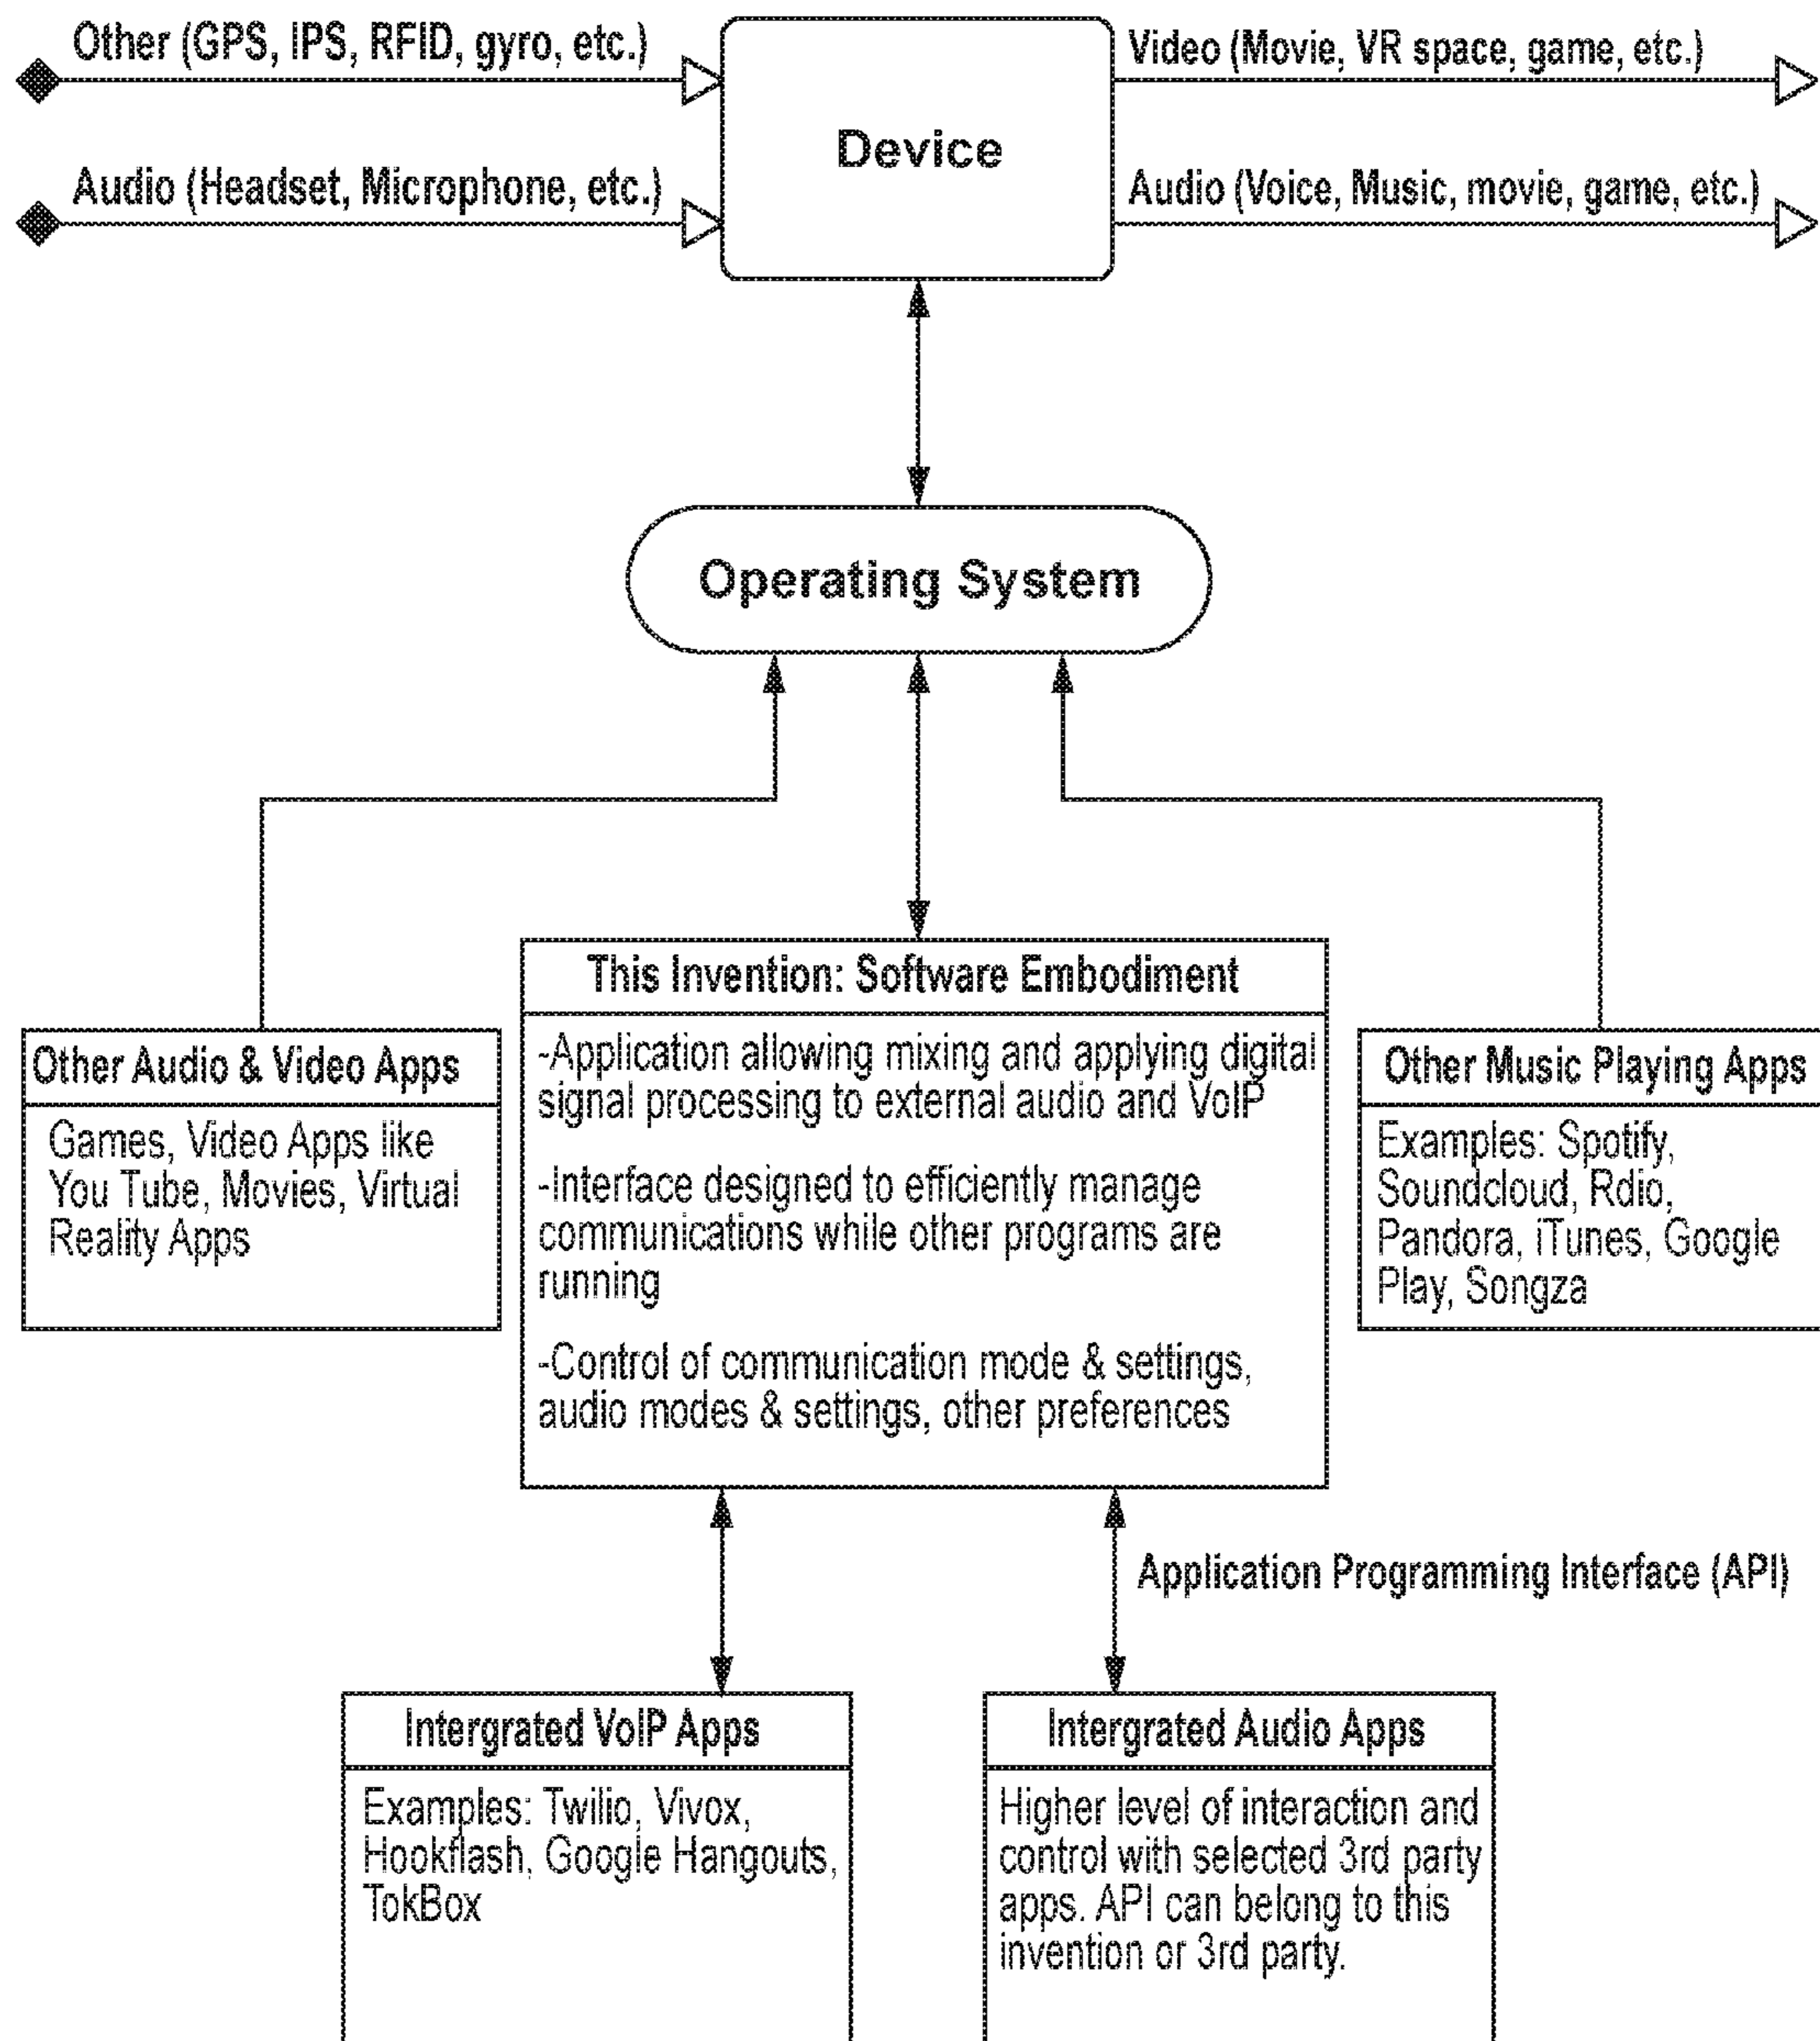 Other (GPS, IPS, RFID, gyro, etc.)
Audio (Headset, Microphone, etc.)
Device
Video (Movie, VR space, game, etc.)
Audio (Voice, Music, movie, game, etc.)
Operating System
Other Audio & Video Apps
Games, Video Apps like
You Tube, Movies, Virtual
Reality Apps
This Invention: Software Embodiment
-Application allowing mixing and applying digital
signal processing to external audio and VoIP
-Interface designed to efficiently manage
communications while other programs are
running
-Control of communication mode & settings,
audio modes & settings, other preferences
Other Music Playing Apps
Examples: Spotify,
Soundcloud, Rdio,
Pandora, iTunes, Google
Play, Songza
Application Programming Interface (API)
Intergrated VoIP Apps
Examples: Twilio, Vivox,
Hookflash, Google Hangouts,
TokBox
Intergrated Audio Apps
Higher level of interaction and
control with selected 3rd party
apps. API can belong to this
invention or 3rd party.